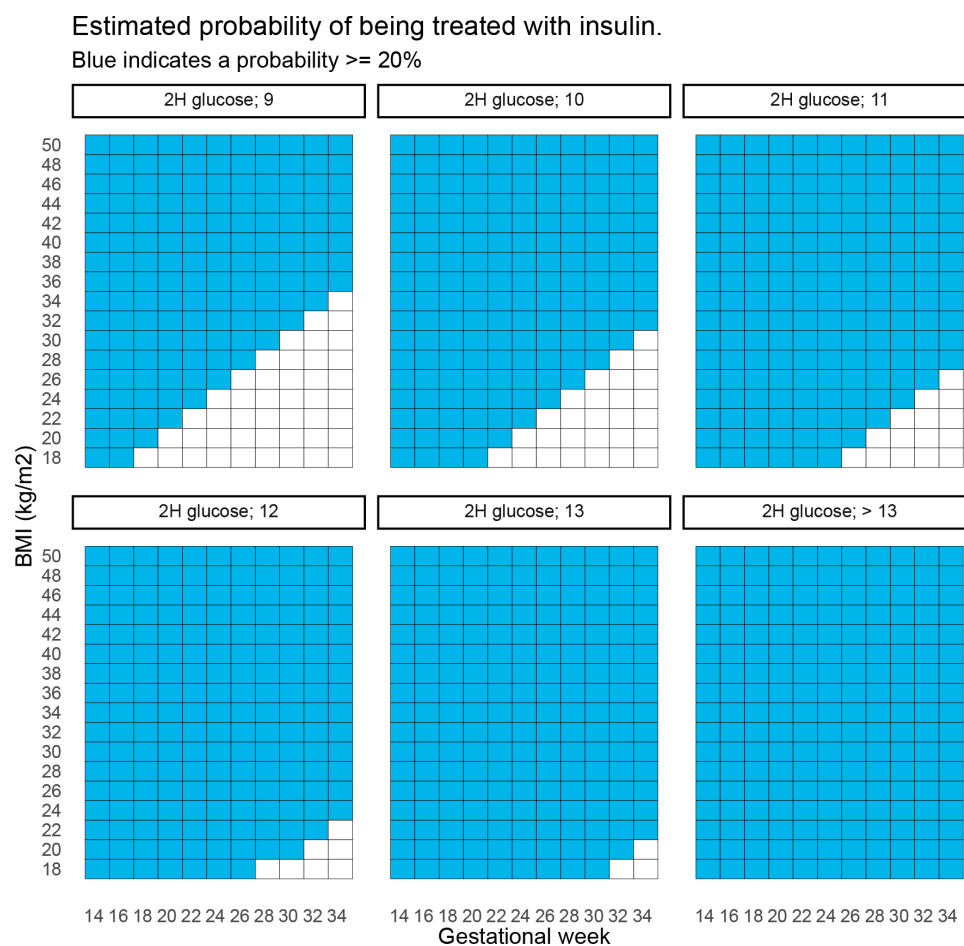 Estimated probability of being treated with insulin.
Blue indicates a probability >= 20%
2H glucose; 9
2H glucose; 10
2H glucose; 11
50
48
46
44
42
40
38
36
34
32
30
28
26
24
22
20
18
BMI (kg/m2)
2H glucose; 12
2H glucose; 13
2H glucose; > 13
50
48
46
44
42
40
38
36
34
32
30
28
26
24
22
20
18
14 16 18 20 22 24 26 28 30 32 34
14 16 18 20 22 24 26 28 30 32 34
14 16 18 20 22 24 26 28 30 32 34
Gestational week